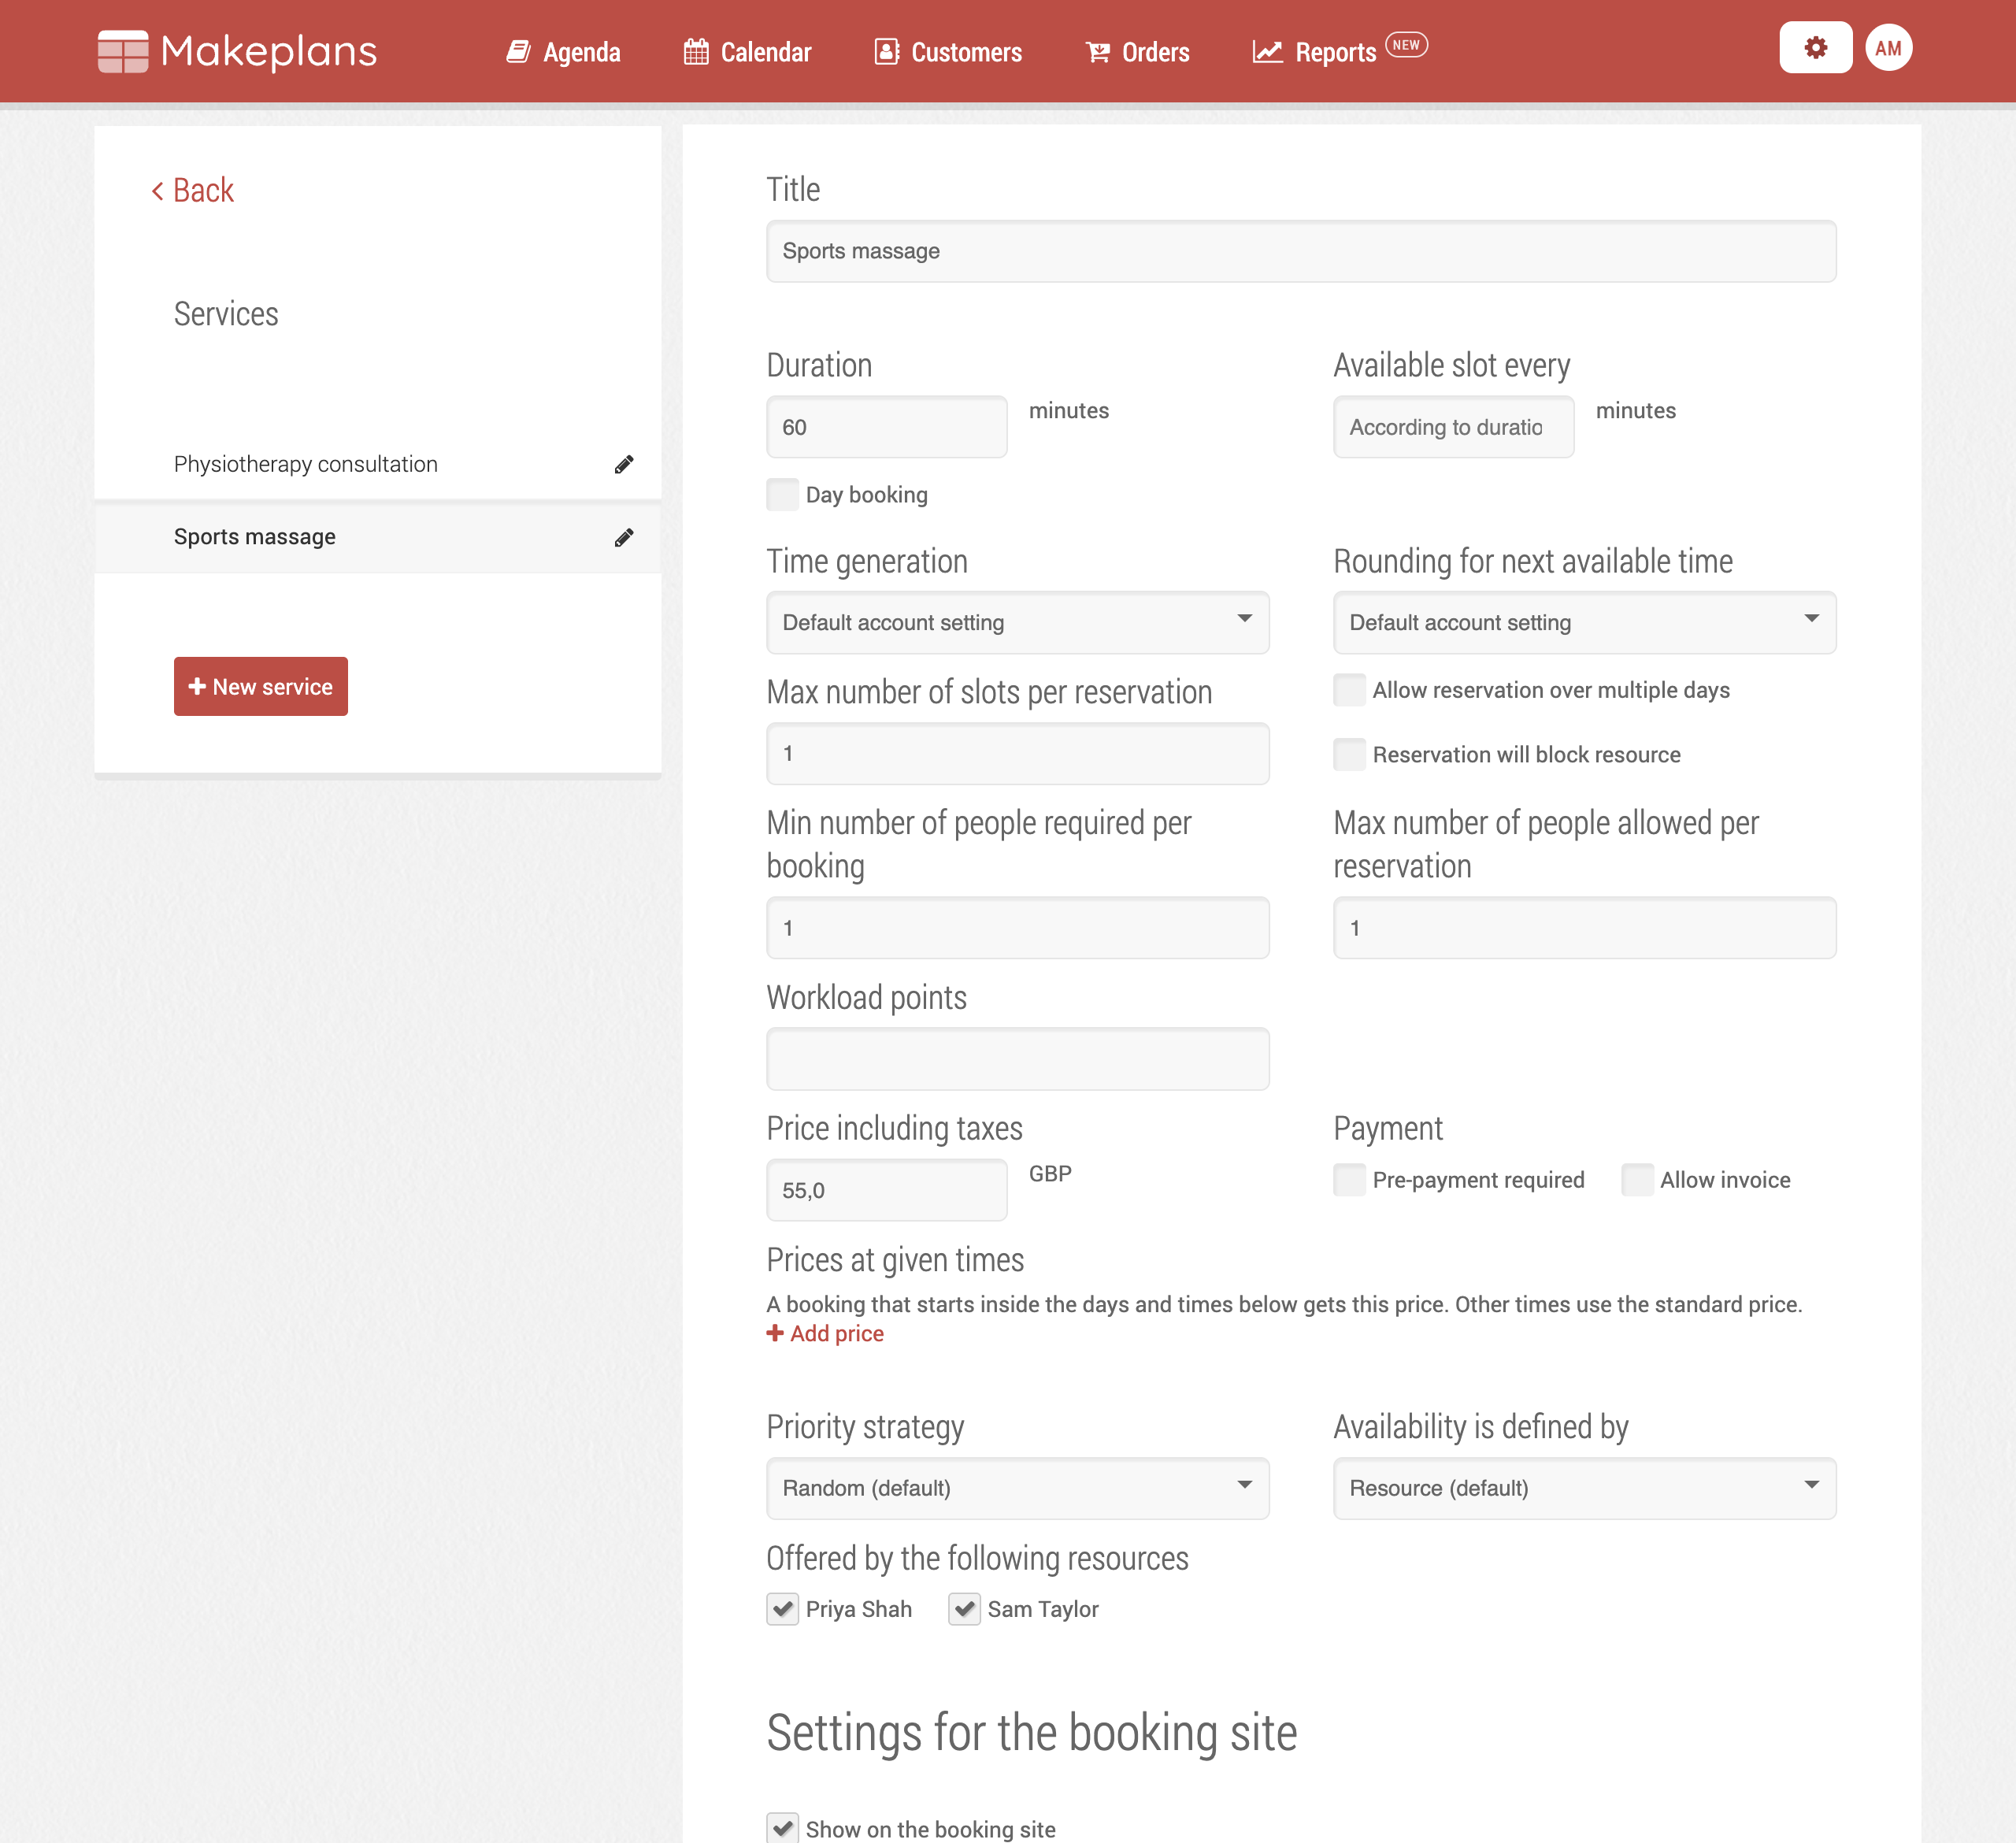 Makeplans
Agenda
Calendar
Customers
Orders
Reports NEW
AM
Back
Services
Physiotherapy consultation
Sports massage
New service
Title
Sports massage
Duration
60 minutes
Day booking
Available slot every
According to duratio minutes
Time generation
Default account setting
Rounding for next available time
Default account setting
Max number of slots per reservation
1
Allow reservation over multiple days
Reservation will block resource
Min number of people required per
booking
1
Max number of people allowed per
reservation
1
Workload points
Price including taxes
55,0 GBP
Payment
Pre-payment required
Allow invoice
Prices at given times
A booking that starts inside the days and times below gets this price. Other times use the standard price.
Add price
Priority strategy
Random (default)
Availability is defined by
Resource (default)
Offered by the following resources
Priya Shah
Sam Taylor
Settings for the booking site
Show on the booking site